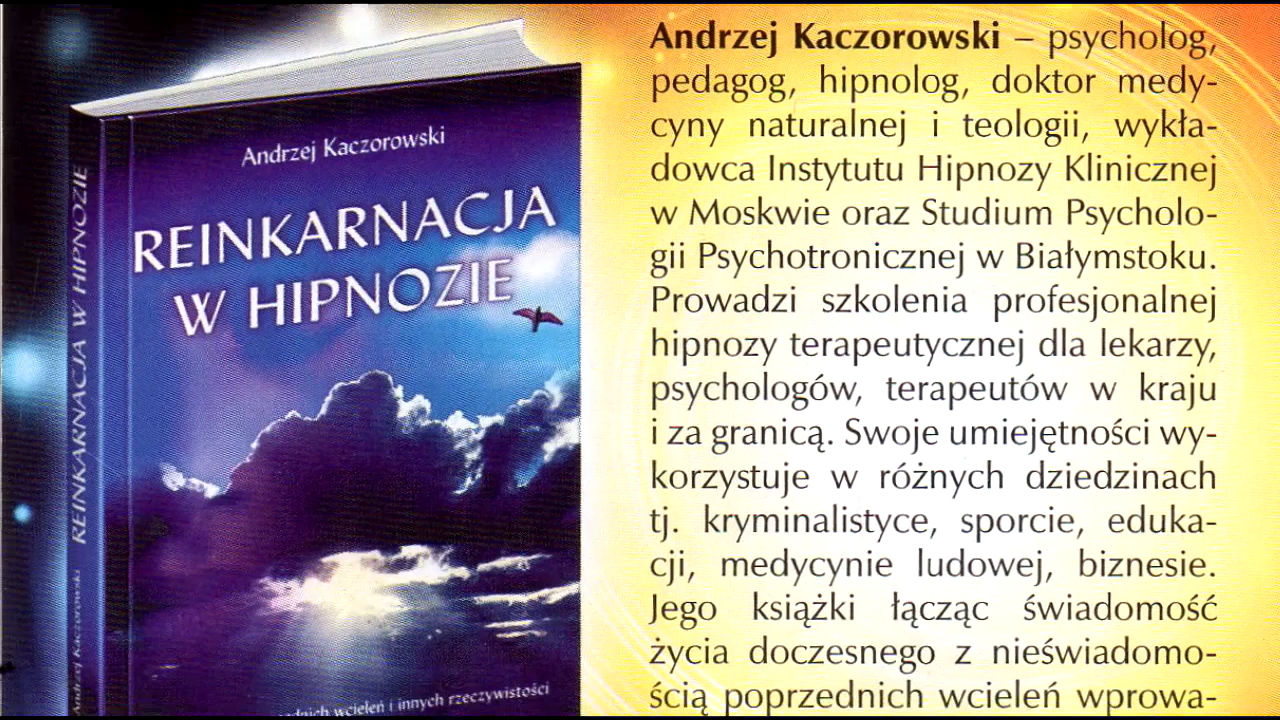 Andrzej Kaczorowski
REINKARNACJA
W HIPNOZIE
wcieleń i innych rzeczywistości
REINKARNACJA W HIPNOZIE
Andrzej Kaczorowski
Andrzej Kaczorowski – psycholog,
pedagog, hipnolog, doktor medy-
cyny naturalnej i teologii, wykła-
dowca Instytutu Hipnozy Klinicznej
w Moskwie oraz Studium Psycholo-
gii Psychotronicznej w Białymstoku.
Prowadzi szkolenia profesjonalnej
hipnozy terapeutycznej dla lekarzy,
psychologów, terapeutów w kraju
i za granicą. Swoje umiejętności wy-
korzystuje w różnych dziedzinach
tj. kryminalistyce, sporcie, eduka-
cji, medycynie ludowej, biznesie.
Jego książki łącząc świadomość
życia doczesnego z nieświadomo-
ścią poprzednich wcieleń wprowa-